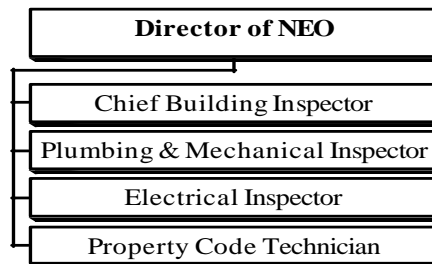 Director of NEO
Chief Building Inspector
Plumbing & Mechanical Inspector
Electrical Inspector
Property Code Technician